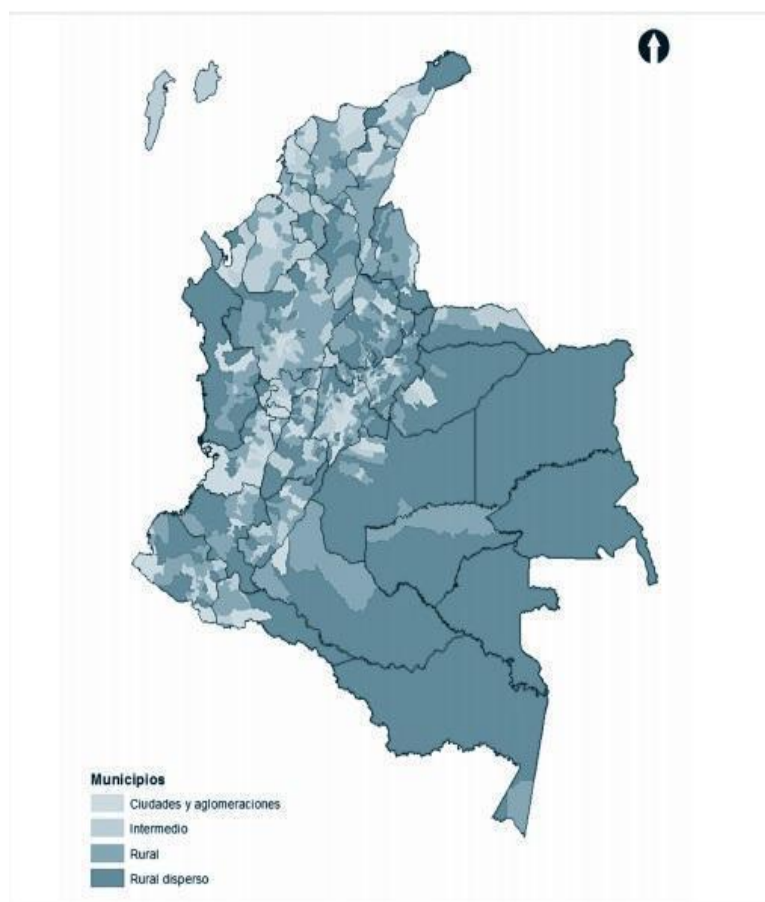 Municipios
Ciudades y aglomeraciones
Intermedio
Rural
Rural disperso